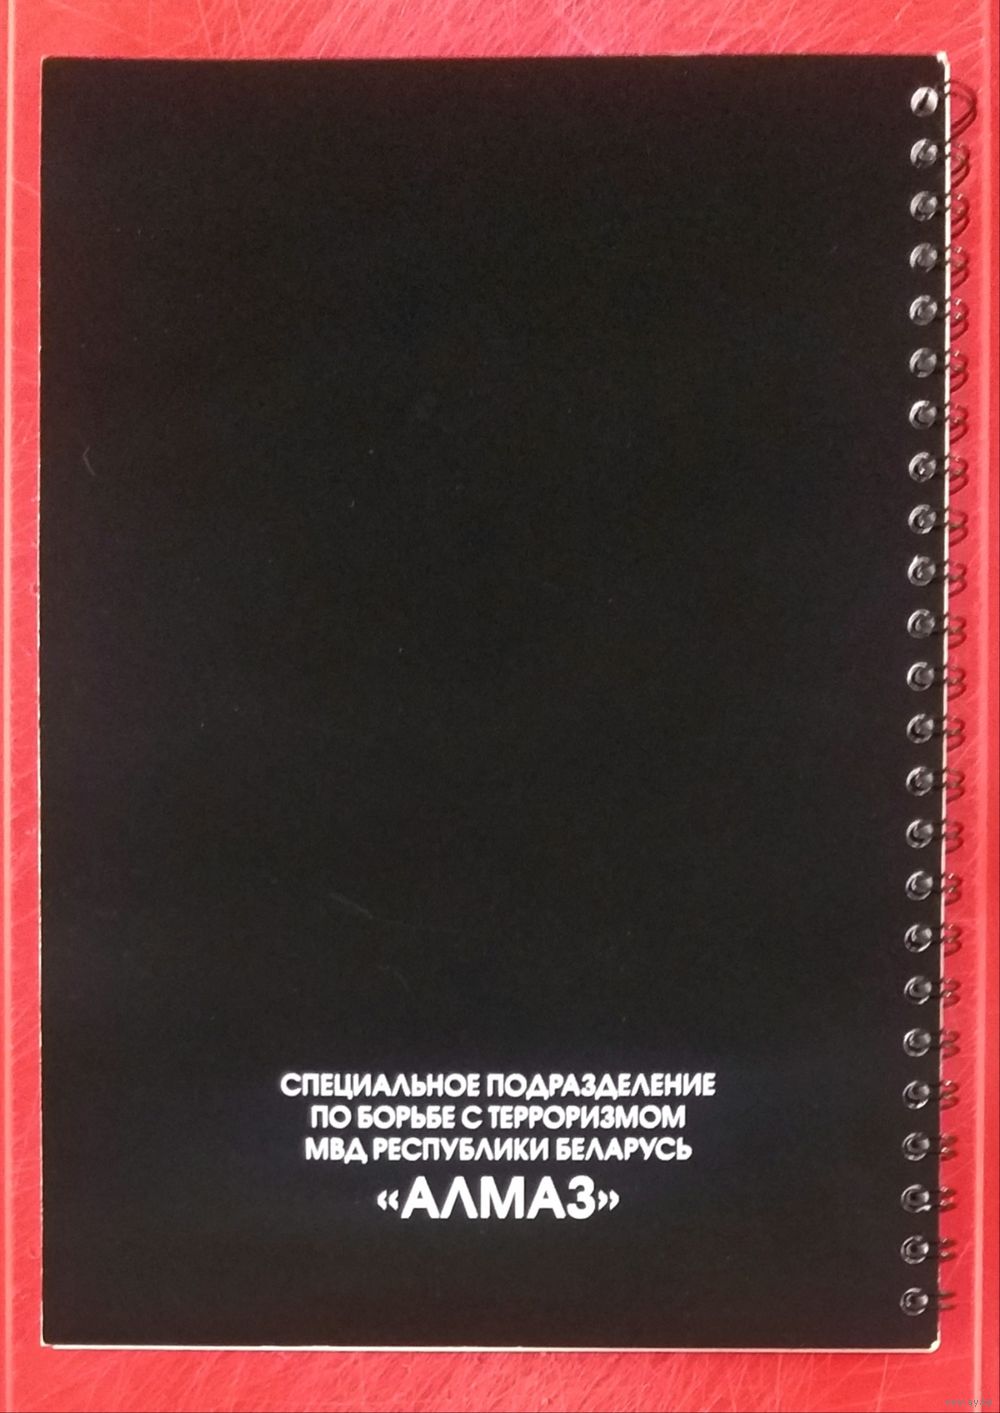 СПЕЦИАЛЬНОЕ ПОДРАЗДЕЛЕНИЕ
ПО БОРЬБЕ С ТЕРРОРИЗМОМ
МВД РЕСПУБЛИКИ БЕЛАРУСЬ
«АЛМАЗ»